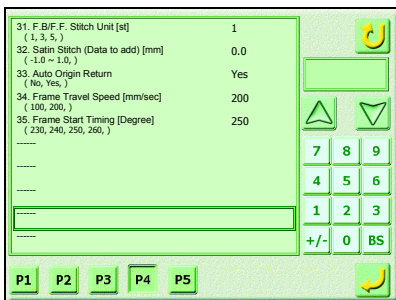 31. F.B/F.F. Stitch Unit [st] 1
( 1, 3, 5, )
32. Satin Stitch (Data to add) [mm] 0.0
( -1.0 ~ 1.0, )
33. Auto Origin Return Yes
( No, Yes, )
34. Frame Travel Speed [mm/sec] 200
( 100, 200, )
35. Frame Start Timing [Degree] 250
( 230, 240, 250, 260, )
------
------
------
------
------
7 8 9
4 5 6
1 2 3
+/- 0 BS
P1 P2 P3 P4 P5